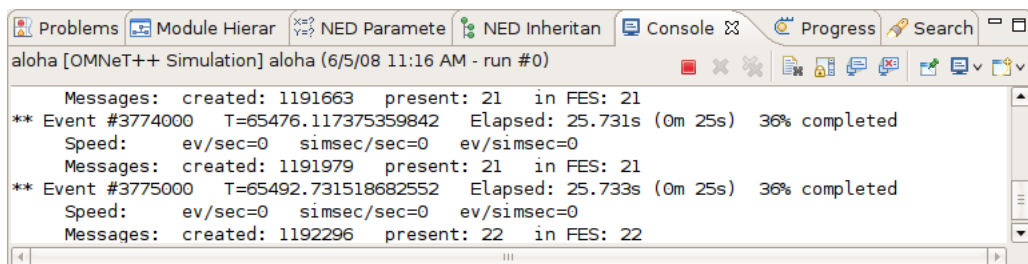 Problems Module Hierar NED Paramete NED Inheritan Console Progress Search
aloha [OMNeT++ Simulation] aloha (6/5/08 11:16 AM - run #0)
Messages: created: 1191663 present: 21 in FES: 21
** Event #3774000 T=65476.117375359842 Elapsed: 25.731s (0m 25s) 36% completed
Speed: ev/sec=0 simsec/sec=0 ev/simsec=0
Messages: created: 1191979 present: 21 in FES: 21
** Event #3775000 T=65492.731518682552 Elapsed: 25.733s (0m 25s) 36% completed
Speed: ev/sec=0 simsec/sec=0 ev/simsec=0
Messages: created: 1192296 present: 22 in FES: 22